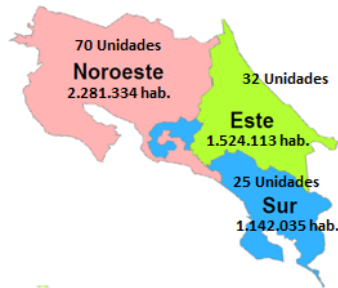 70 Unidades
Noroeste
2.281.334 hab.
32 Unidades
Este
1.524.113 hab.
25 Unidades
Sur
1.142.035 hab.